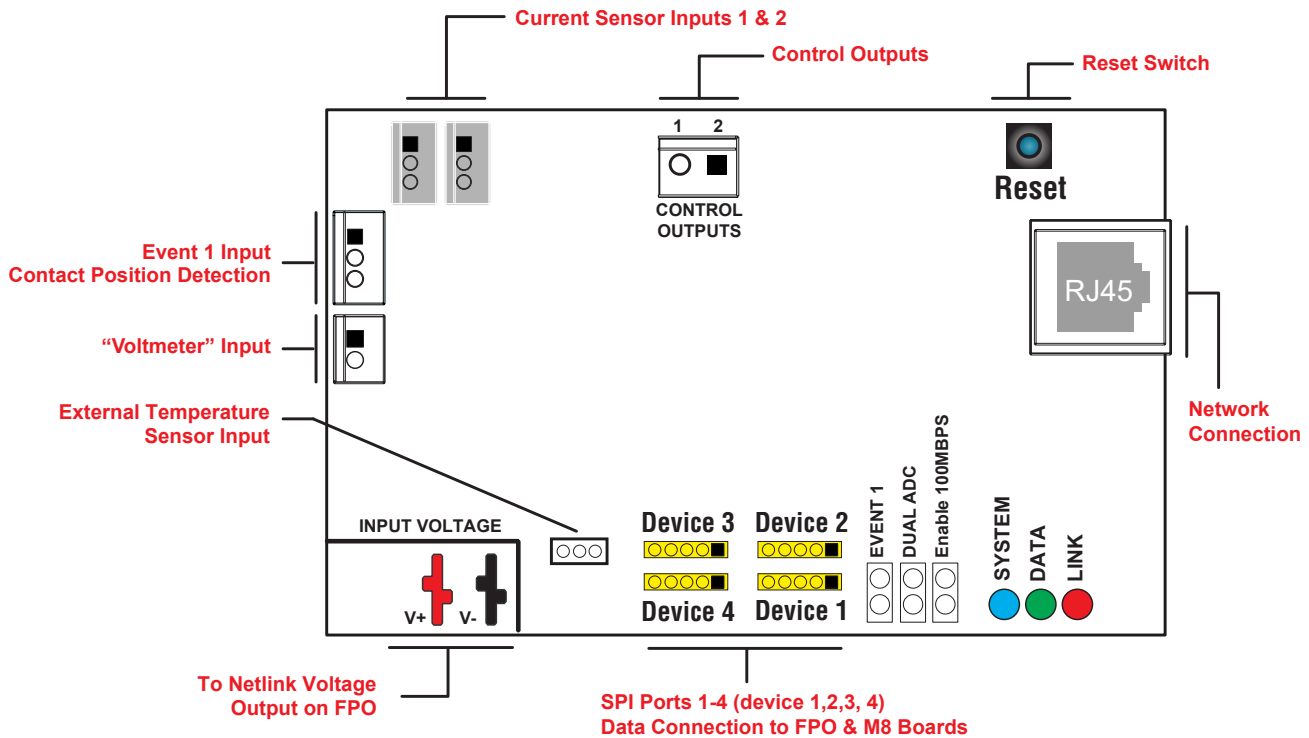 Current Sensor Inputs 1 & 2
Control Outputs
Reset Switch
1 2
CONTROL
OUTPUTS
Reset
Event 1 Input
Contact Position Detection
RJ45
“Voltmeter” Input
External Temperature
Sensor Input
Network
Connection
INPUT VOLTAGE
V+ V-
Device 3 Device 2
Device 4 Device 1
EVENT 1
DUAL ADC
Enable 100MBPS
SYSTEM
DATA
LINK
To Netlink Voltage
Output on FPO
SPI Ports 1-4 (device 1,2,3, 4)
Data Connection to FPO & M8 Boards